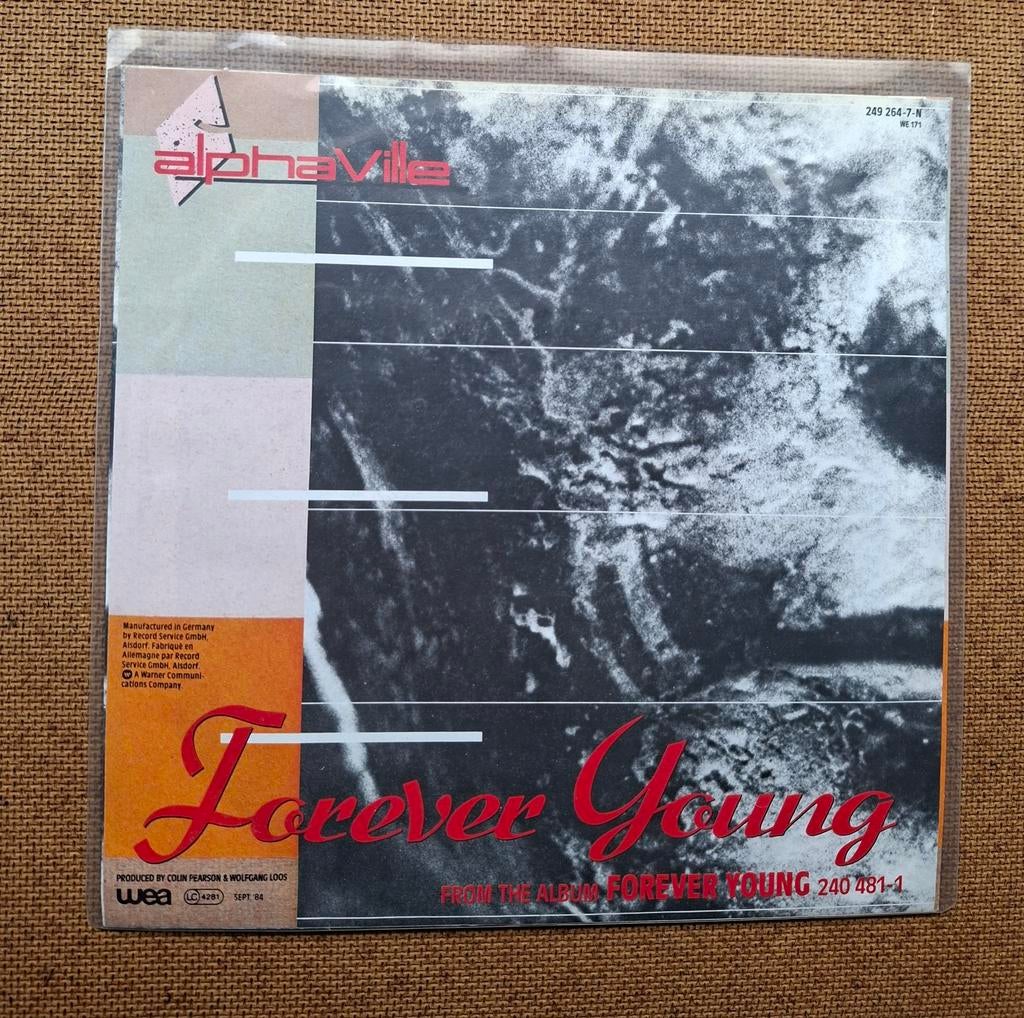 249 264-7-N
WE 171
alphaville
Manufactured in Germany
by Record Service GmbH,
Alsdorf. Fabriqué en
Allemagne par Record
Service GmbH, Alsdorf.
A Warner Communi-
cations Company.
Forever Young
PRODUCED BY COLIN PEARSON & WOLFGANG LOOS
wea LC 4281 SEPT. '84
FROM THE ALBUM FOREVER YOUNG 240 481-1